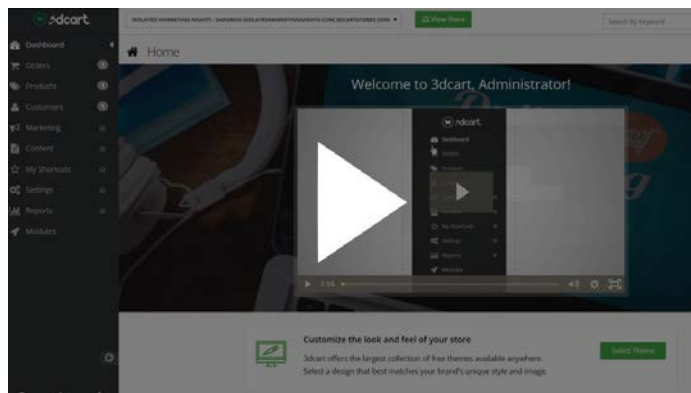 3dcart
View Store
Search by keyword
Dashboard
Home
Orders
Products
Customers
Marketing
Content
My Shortcuts
Settings
Reports
Modules
Welcome to 3dcart, Administrator!
3dcart
Dashboard
My Shortcuts
Settings
Reports
Modules
1:56
Customize the look and feel of your store
3dcart offers the largest collection of free themes available anywhere.
Select a design that best matches your brand's unique style and image.
Select Theme